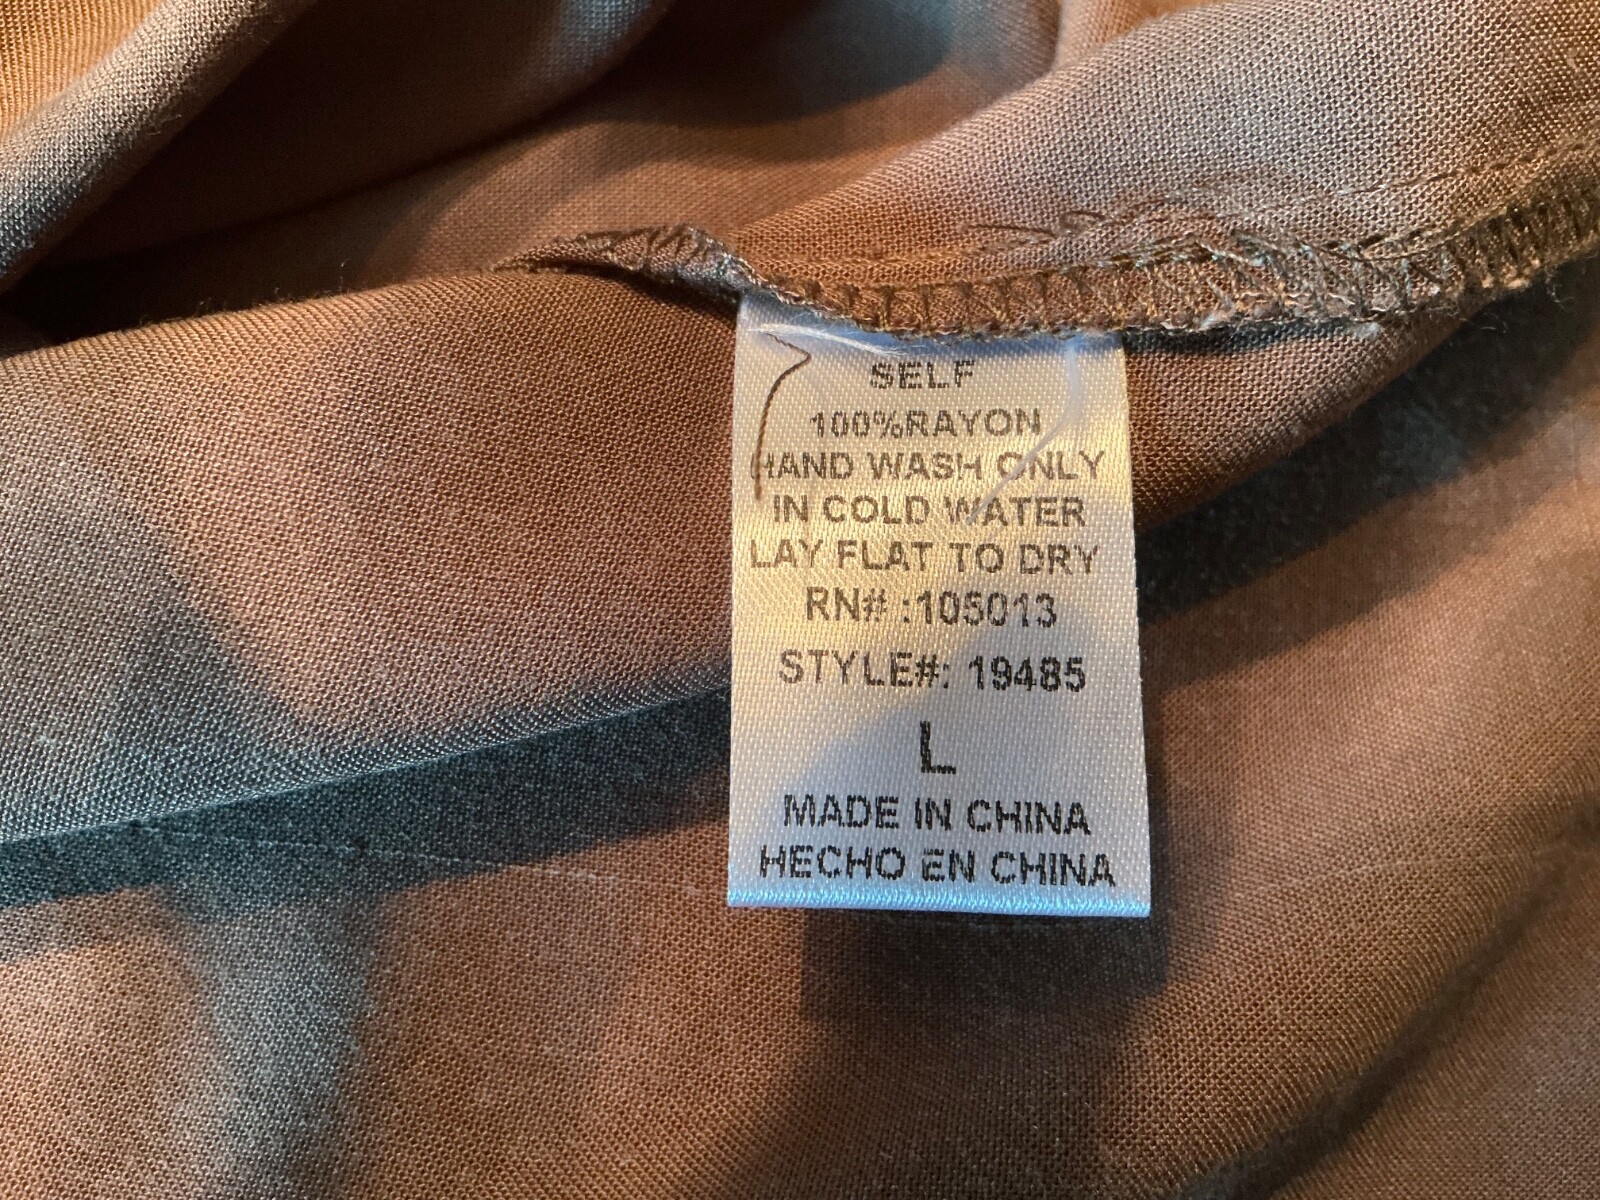 SELF
100%RAYON
HAND WASH ONLY
IN COLD WATER
LAY FLAT TO DRY
RN# :105013
STYLE#: 19485
L
MADE IN CHINA
HECHO EN CHINA